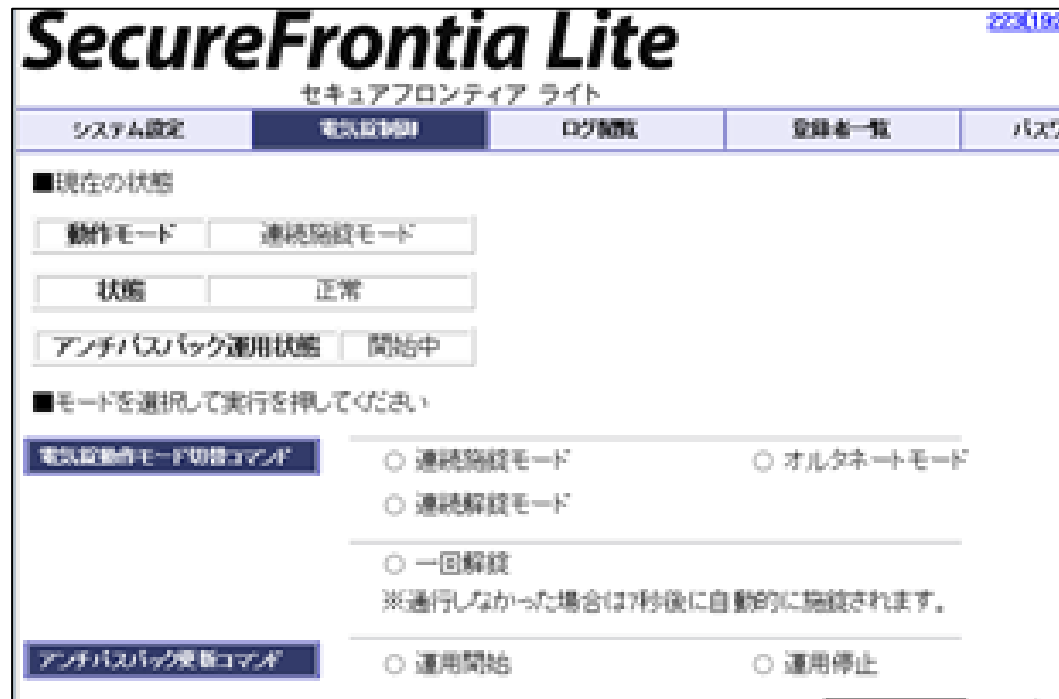 SecureFrontia Lite
223[192
セキュアフロンティア ライト
システム設定 電気錠制御 ログ閲覧 登録者一覧 パスワ
■現在の状態
動作モード 連続施錠モード
状態 正常
アンチパスバック運用状態 開始中
■モードを選択して実行を押してください
電気錠動作モード切替コマンド ○ 連続施錠モード ○ オルタネートモード
○ 連続解錠モード
○ 一回解錠
※通行しなかった場合は7秒後に自動的に施錠されます。
アンチパスバック更新コマンド ○ 運用開始 ○ 運用停止